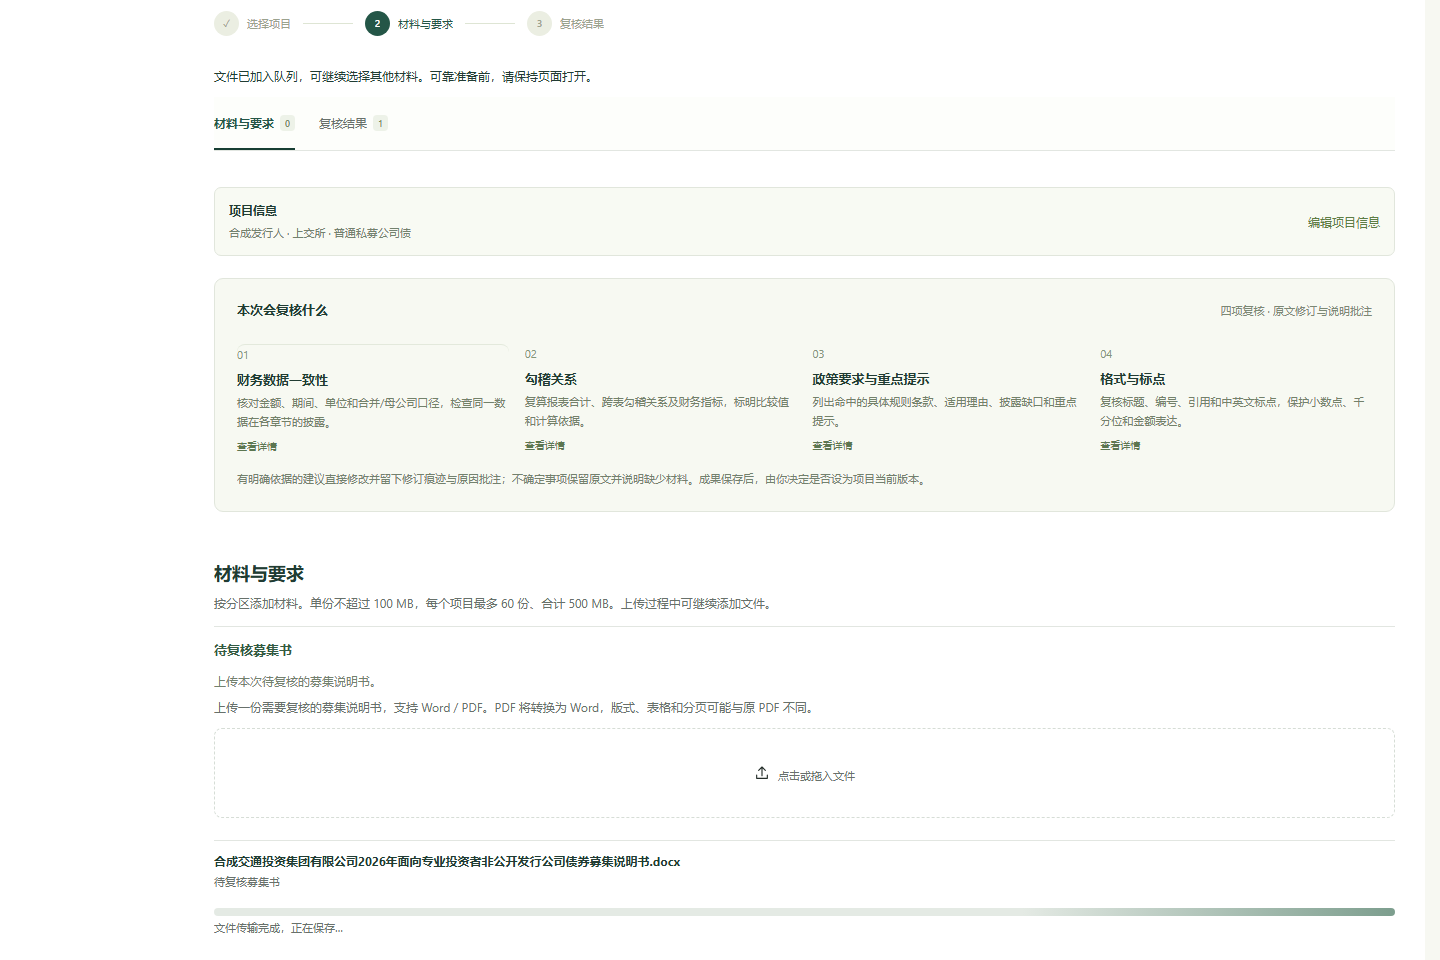 ✓ 选择项目
2 材料与要求
3 复核结果
文件已加入队列，可继续选择其他材料。可靠准备前，请保持页面打开。
材料与要求 0
复核结果 1
项目信息
合成发行人 · 上交所 · 普通私募公司债
编辑项目信息
本次会复核什么
四项复核 · 原文修订与说明批注
01
财务数据一致性
核对金额、期间、单位和合并/母公司口径，检查同一数
据在各章节的披露。
查看详情
02
勾稽关系
复算报表合计、跨表勾稽关系及财务指标，标明比较值
和计算依据。
查看详情
03
政策要求与重点提示
列出命中的具体规则条款、适用理由、披露缺口和重点
提示。
查看详情
04
格式与标点
复核标题、编号、引用和中英文标点，保护小数点、千
分位和金额表达。
查看详情
有明确依据的建议直接修改并留下修订痕迹与原因批注；不确定事项保留原文并说明缺少材料。成果保存后，由你决定是否设为项目当前版本。
材料与要求
按分区添加材料。单份不超过 100 MB，每个项目最多 60 份、合计 500 MB。上传过程中可继续添加文件。
待复核募集书
上传本次待复核的募集说明书。
上传一份需要复核的募集说明书，支持 Word / PDF。PDF 将转换为 Word，版式、表格和分页可能与原 PDF 不同。
点击或拖入文件
合成交通投资集团有限公司2026年面向专业投资者非公开发行公司债券募集说明书.docx
待复核募集书
文件传输完成，正在保存...